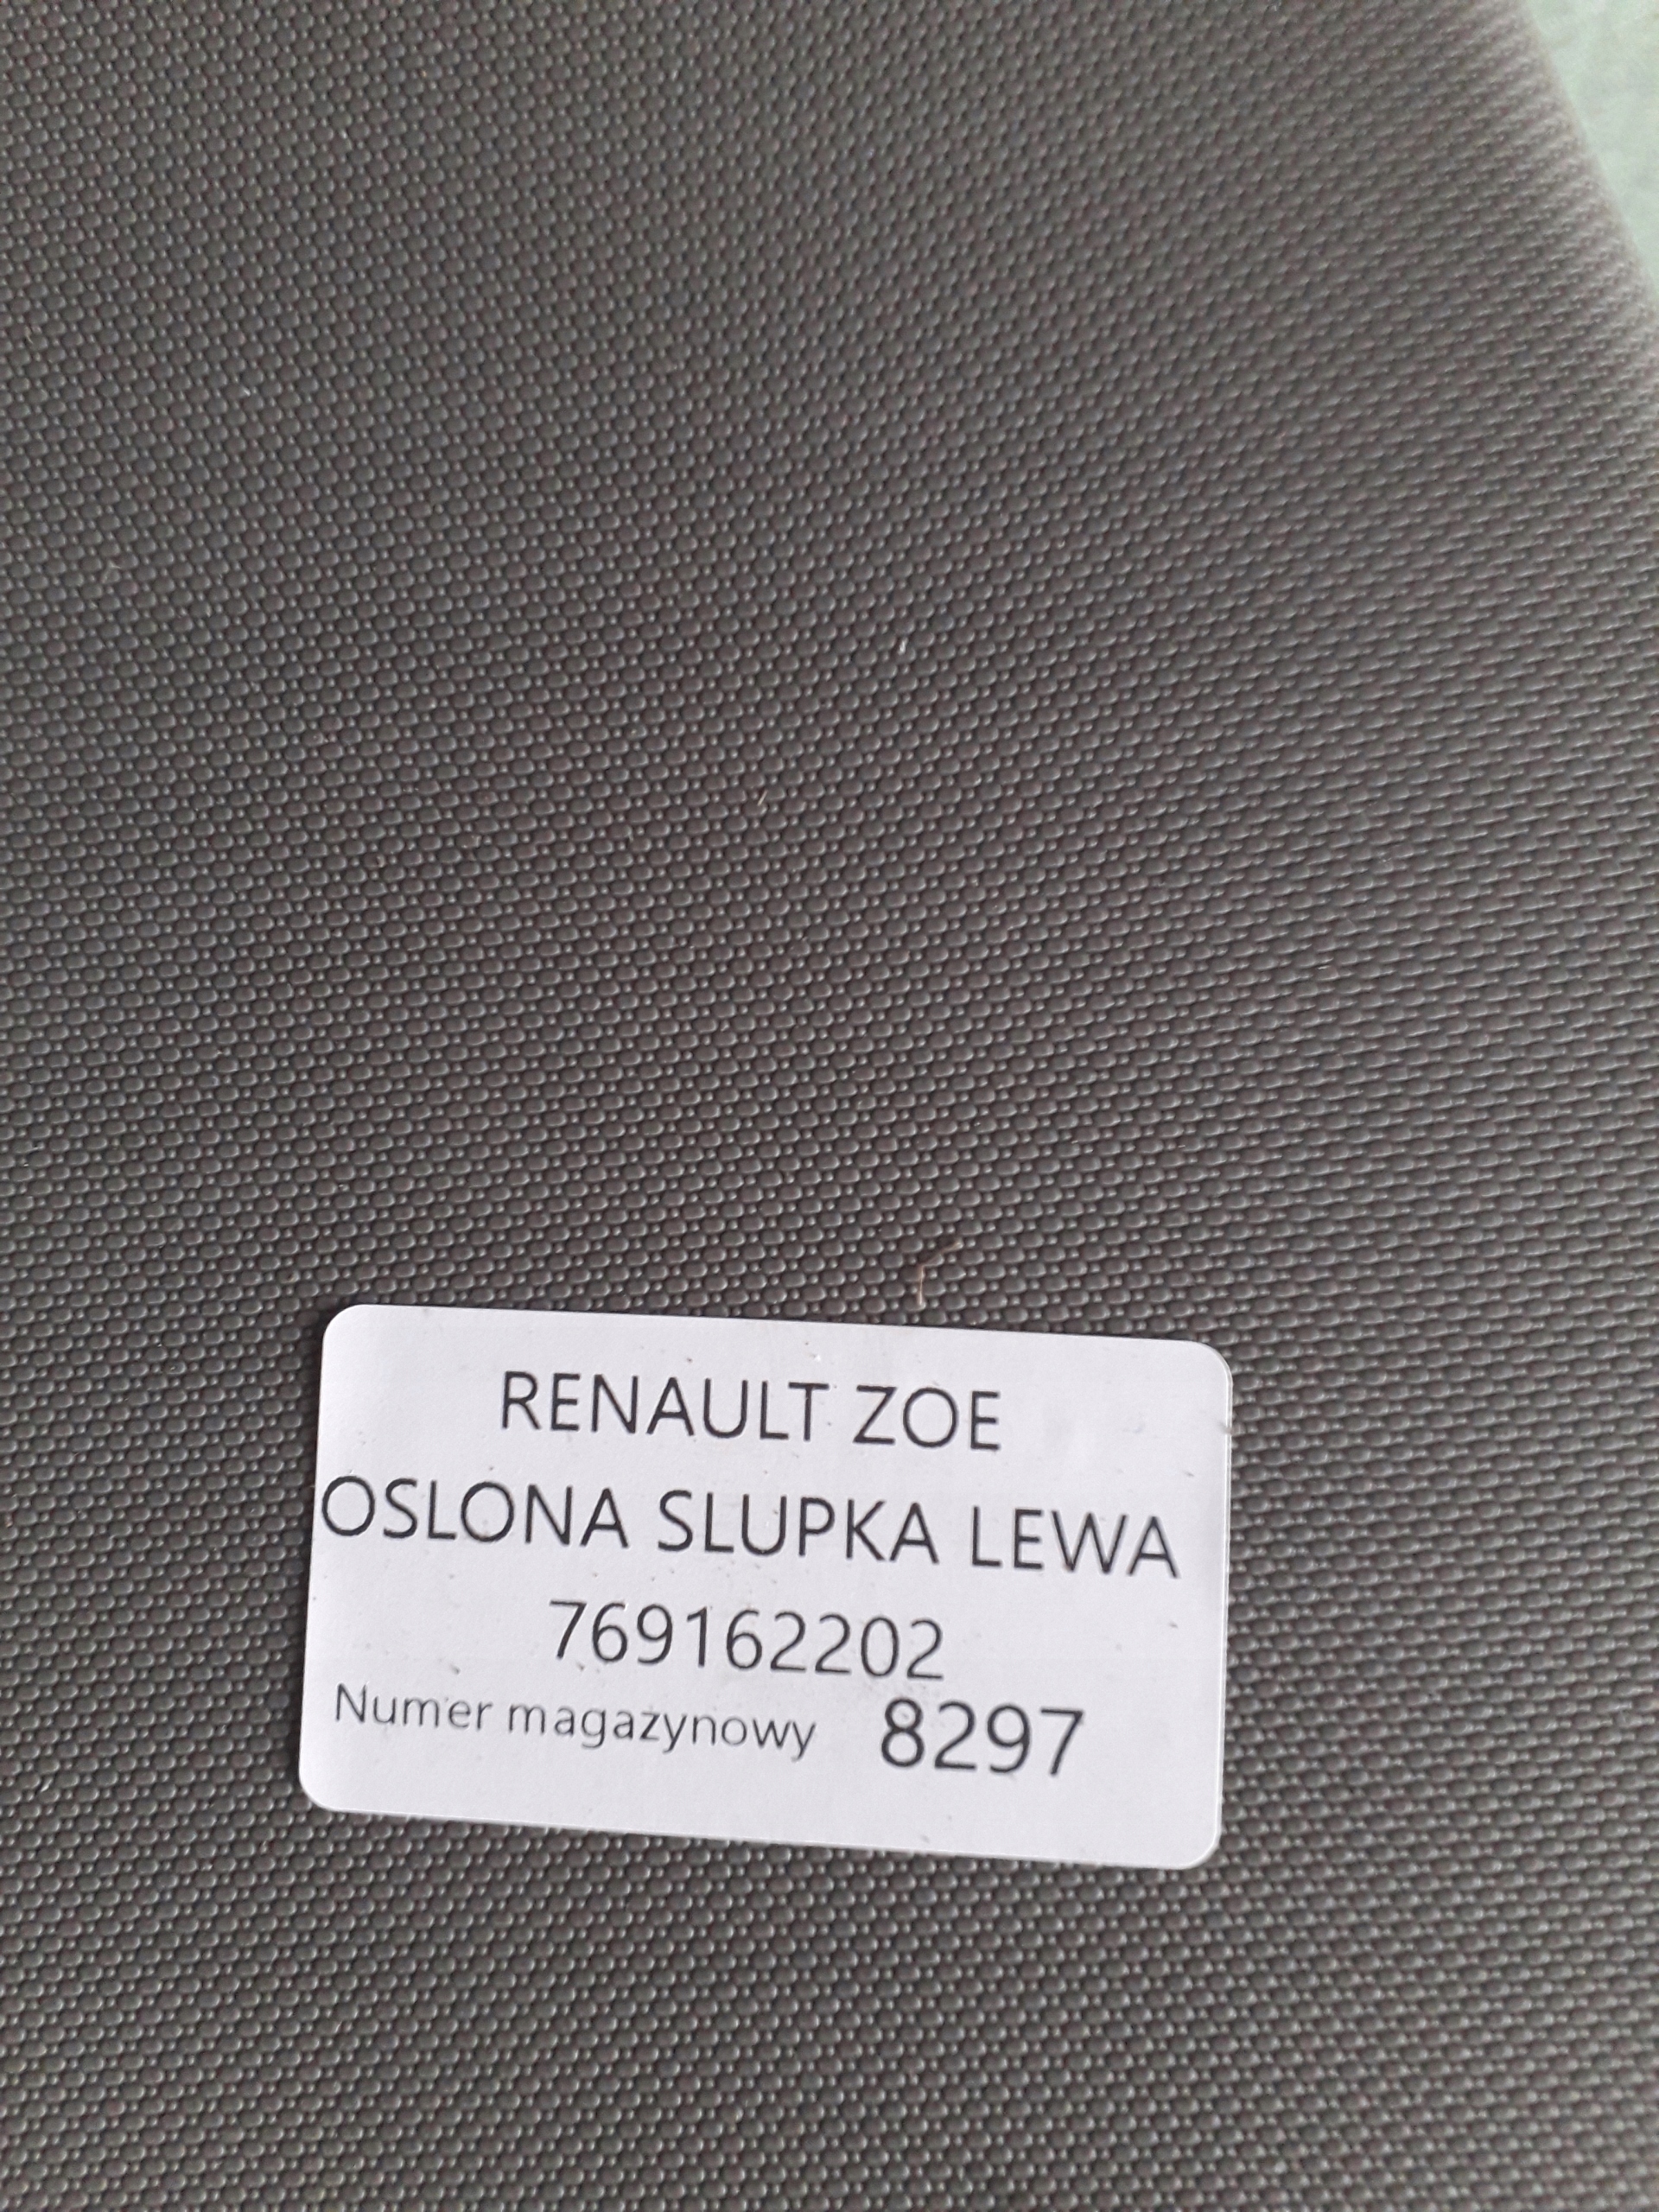 RENAULT ZOE
OSLONA SLUPKA LEWA
769162202
Numer magazynowy 8297